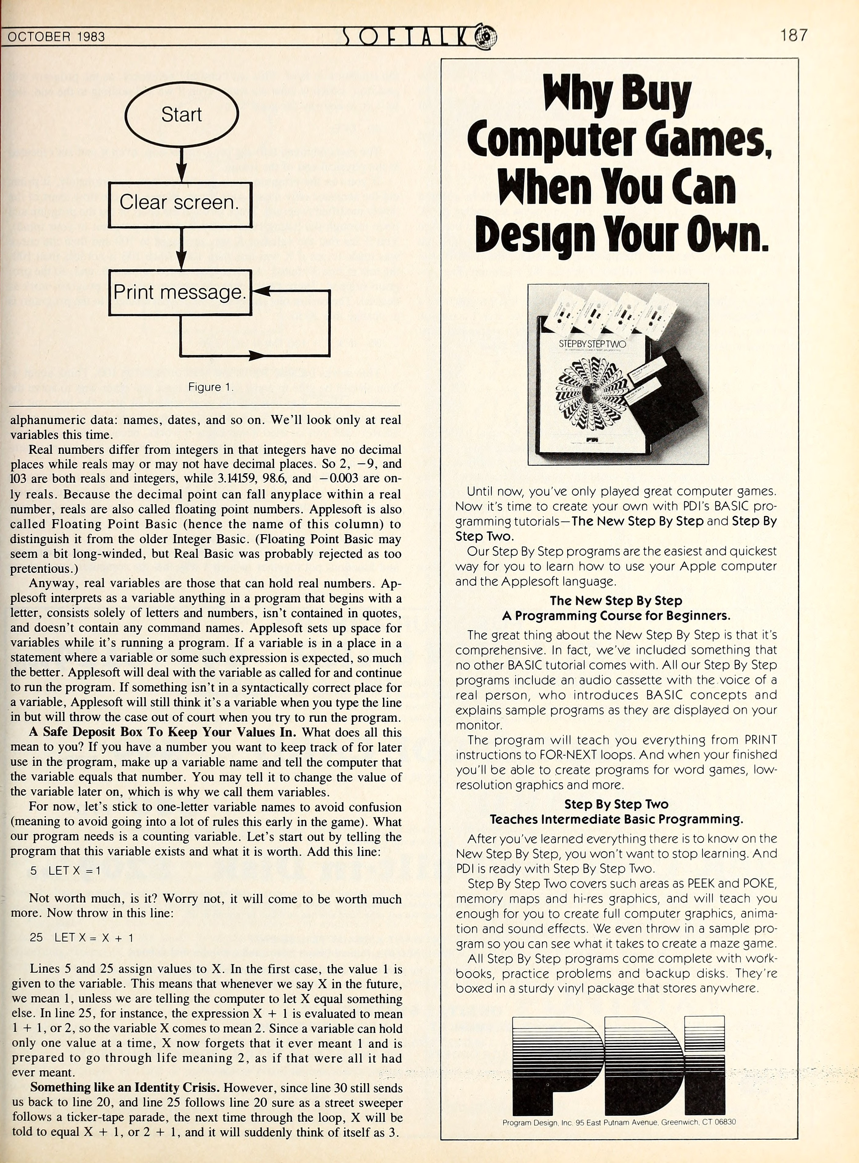 OCTOBER 1983
SOFTALK
187
Start
Clear screen.
Print message.
Figure 1.
alphanumeric data: names, dates, and so on. We'll look only at real
variables this time.
Real numbers differ from integers in that integers have no decimal
places while reals may or may not have decimal places. So 2, −9, and
103 are both reals and integers, while 3.14159, 98.6, and −0.003 are on-
ly reals. Because the decimal point can fall anyplace within a real
number, reals are also called floating point numbers. Applesoft is also
called Floating Point Basic (hence the name of this column) to
distinguish it from the older Integer Basic. (Floating Point Basic may
seem a bit long-winded, but Real Basic was probably rejected as too
pretentious.)
Anyway, real variables are those that can hold real numbers. Ap-
plesoft interprets as a variable anything in a program that begins with a
letter, consists solely of letters and numbers, isn't contained in quotes,
and doesn't contain any command names. Applesoft sets up space for
variables while it's running a program. If a variable is in a place in a
statement where a variable or some such expression is expected, so much
the better. Applesoft will deal with the variable as called for and continue
to run the program. If something isn't in a syntactically correct place for
a variable, Applesoft will still think it's a variable when you type the line
in but will throw the case out of court when you try to run the program.
A Safe Deposit Box To Keep Your Values In. What does all this
mean to you? If you have a number you want to keep track of for later
use in the program, make up a variable name and tell the computer that
the variable equals that number. You may tell it to change the value of
the variable later on, which is why we call them variables.
For now, let's stick to one-letter variable names to avoid confusion
(meaning to avoid going into a lot of rules this early in the game). What
our program needs is a counting variable. Let's start out by telling the
program that this variable exists and what it is worth. Add this line:
5 LET X = 1
Not worth much, is it? Worry not, it will come to be worth much
more. Now throw in this line:
25 LET X = X + 1
Lines 5 and 25 assign values to X. In the first case, the value 1 is
given to the variable. This means that whenever we say X in the future,
we mean 1, unless we are telling the computer to let X equal something
else. In line 25, for instance, the expression X + 1 is evaluated to mean
1 + 1, or 2, so the variable X comes to mean 2. Since a variable can hold
only one value at a time, X now forgets that it ever meant 1 and is
prepared to go through life meaning 2, as if that were all it had
ever meant.
Something like an Identity Crisis. However, since line 30 still sends
us back to line 20, and line 25 follows line 20 sure as a street sweeper
follows a ticker-tape parade, the next time through the loop, X will be
told to equal X + 1, or 2 + 1, and it will suddenly think of itself as 3.
Why Buy
Computer Games,
When You Can
Design Your Own.
STEP BY STEP TWO
Until now, you've only played great computer games.
Now it's time to create your own with PDI's BASIC pro-
gramming tutorials—The New Step By Step and Step By
Step Two.
Our Step By Step programs are the easiest and quickest
way for you to learn how to use your Apple computer
and the Applesoft language.
The New Step By Step
A Programming Course for Beginners.
The great thing about the New Step By Step is that it's
comprehensive. In fact, we've included something that
no other BASIC tutorial comes with. All our Step By Step
programs include an audio cassette with the voice of a
real person, who introduces BASIC concepts and
explains sample programs as they are displayed on your
monitor.
The program will teach you everything from PRINT
instructions to FOR-NEXT loops. And when your finished
you'll be able to create programs for word games, low-
resolution graphics and more.
Step By Step Two
Teaches Intermediate Basic Programming.
After you've learned everything there is to know on the
New Step By Step, you won't want to stop learning. And
PDI is ready with Step By Step Two.
Step By Step Two covers such areas as PEEK and POKE,
memory maps and hi-res graphics, and will teach you
enough for you to create full computer graphics, anima-
tion and sound effects. We even throw in a sample pro-
gram so you can see what it takes to create a maze game.
All Step By Step programs come complete with work-
books, practice problems and backup disks. They're
boxed in a sturdy vinyl package that stores anywhere.
PDI
Program Design, Inc. 95 East Putnam Avenue, Greenwich, CT 06830